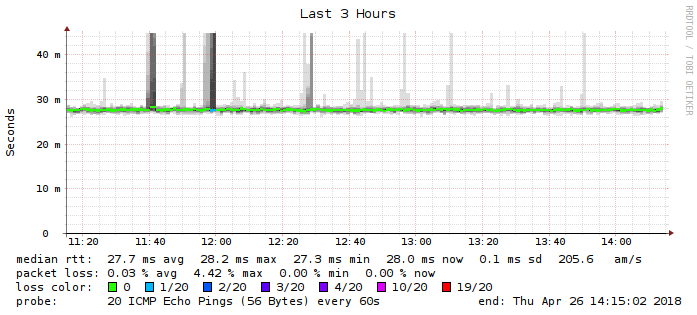 Last 3 Hours
RRDTOOL / TOBI OETIKER
Seconds
40 m
30 m
20 m
10 m
0
11:20 11:40 12:00 12:20 12:40 13:00 13:20 13:40 14:00
median rtt: 27.7 ms avg 28.2 ms max 27.3 ms min 28.0 ms now 0.1 ms sd 205.6 am/s
packet loss: 0.03 % avg 4.42 % max 0.00 % min 0.00 % now
loss color: 0 1/20 2/20 3/20 4/20 10/20 19/20
probe: 20 ICMP Echo Pings (56 Bytes) every 60s end: Thu Apr 26 14:15:02 2018